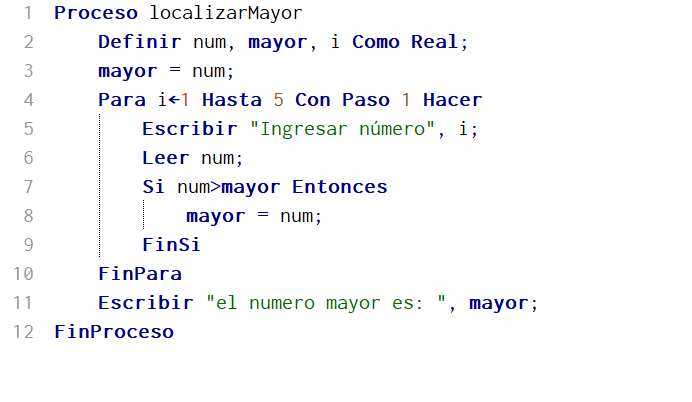 1 Proceso localizarMayor
2 Definir num, mayor, i Como Real;
3 mayor = num;
4 Para i←1 Hasta 5 Con Paso 1 Hacer
5 Escribir "Ingresar número", i;
6 Leer num;
7 Si num>mayor Entonces
8 mayor = num;
9 FinSi
10 FinPara
11 Escribir "el numero mayor es: ", mayor;
12 FinProceso